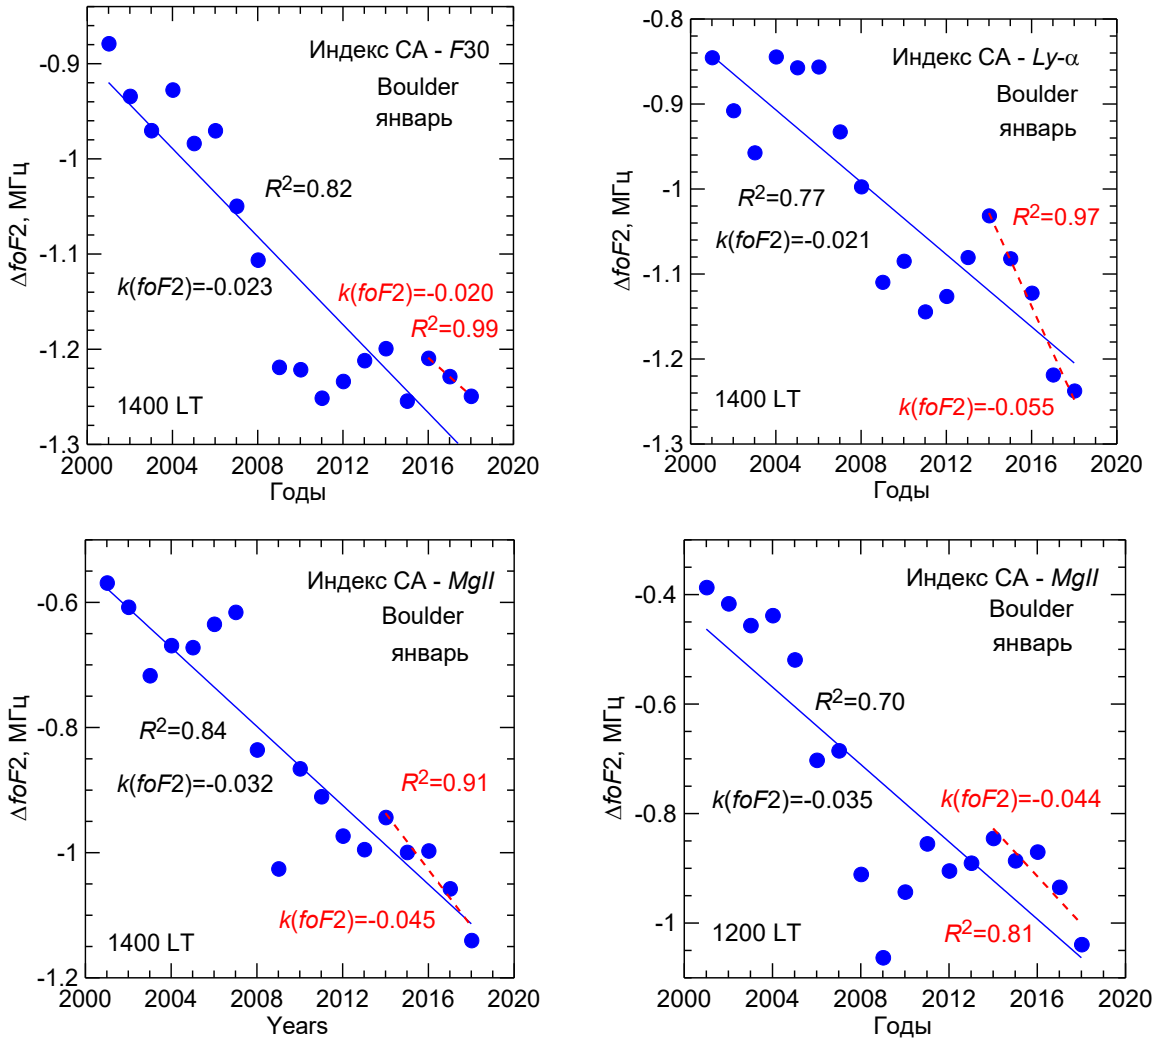 Индекс СА - F30
Boulder
январь
R²=0.82
k(foF2)=-0.023
k(foF2)=-0.020
R²=0.99
1400 LT
ΔfoF2, МГц
-0.9
-1
-1.1
-1.2
-1.3
2000 2004 2008 2012 2016 2020
Годы
Индекс СА - Ly-α
Boulder
январь
R²=0.77
R²=0.97
k(foF2)=-0.021
k(foF2)=-0.055
1400 LT
ΔfoF2, МГц
-0.8
-0.9
-1.0
-1.1
-1.2
-1.3
2000 2004 2008 2012 2016 2020
Годы
Индекс СА - MgII
Boulder
январь
R²=0.84
k(foF2)=-0.032
R²=0.91
k(foF2)=-0.045
1400 LT
ΔfoF2, МГц
-0.6
-0.8
-1
-1.2
2000 2004 2008 2012 2016 2020
Years
Индекс СА - MgII
Boulder
январь
R²=0.70
k(foF2)=-0.035
k(foF2)=-0.044
R²=0.81
1200 LT
ΔfoF2, МГц
-0.4
-0.6
-0.8
-1
2000 2004 2008 2012 2016 2020
Годы